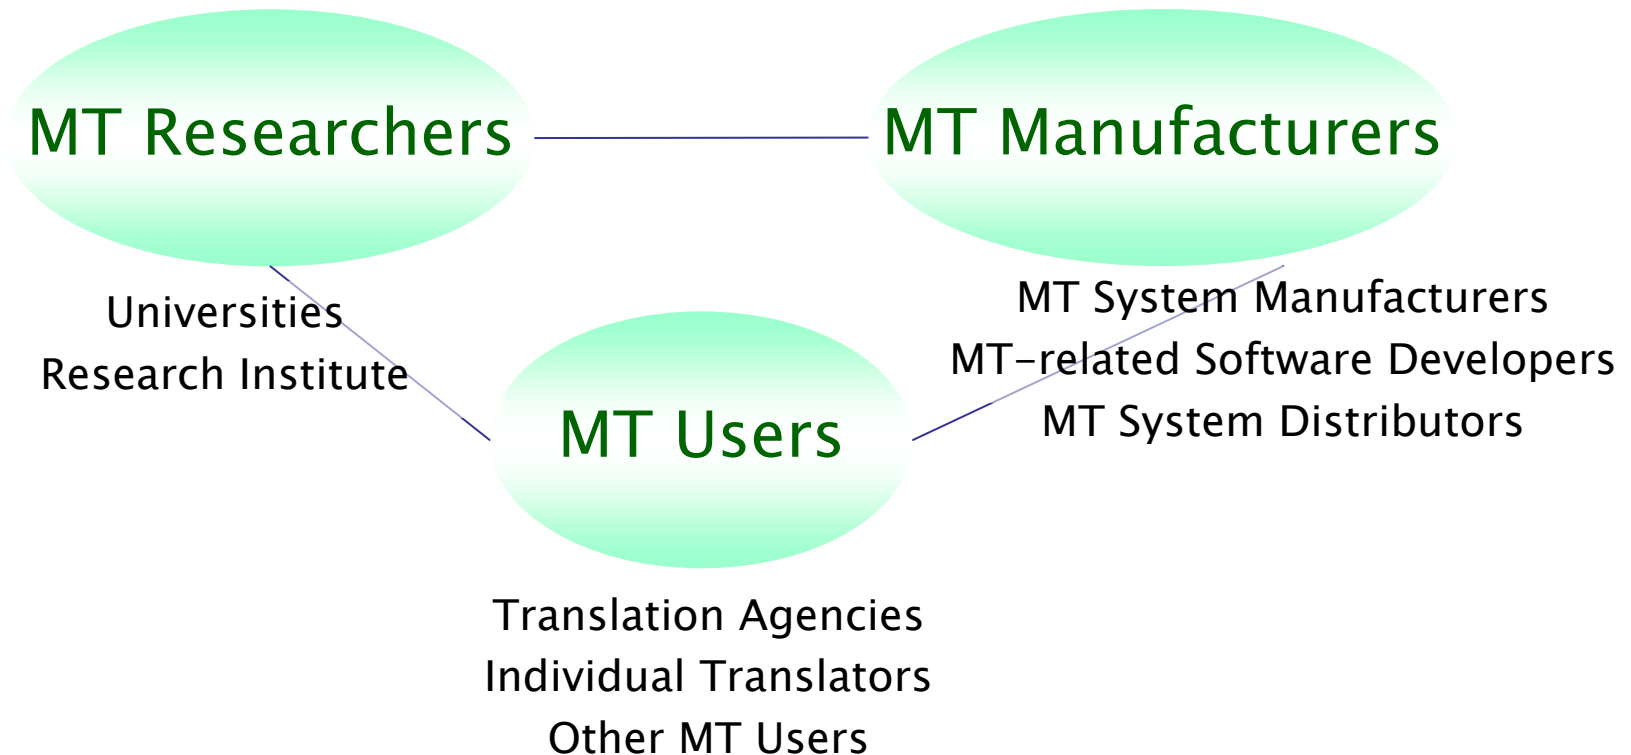 MT Researchers
MT Manufacturers
Universities
Research Institute
MT System Manufacturers
MT-related Software Developers
MT System Distributors
MT Users
Translation Agencies
Individual Translators
Other MT Users